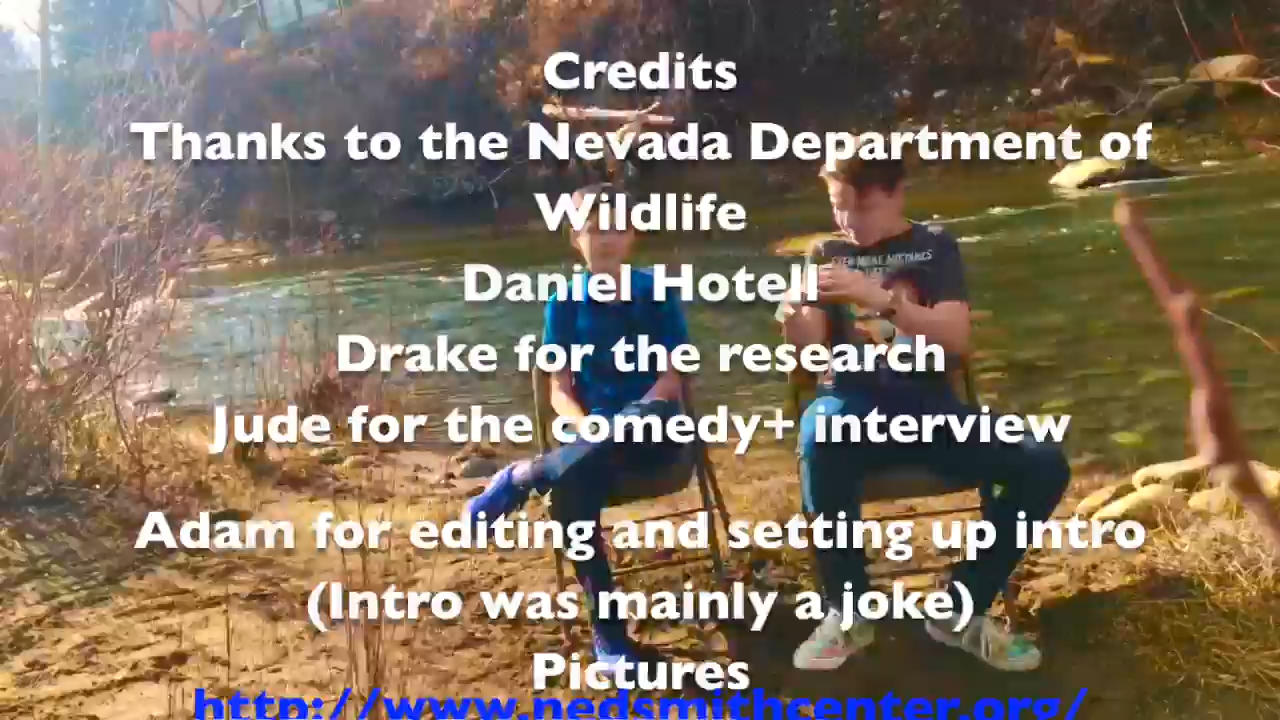 Credits
Thanks to the Nevada Department of
Wildlife
Daniel Hotell
Drake for the research
Jude for the comedy+ interview
Adam for editing and setting up intro
(Intro was mainly a joke)
Pictures
http://www.nedsmithcenter.org/